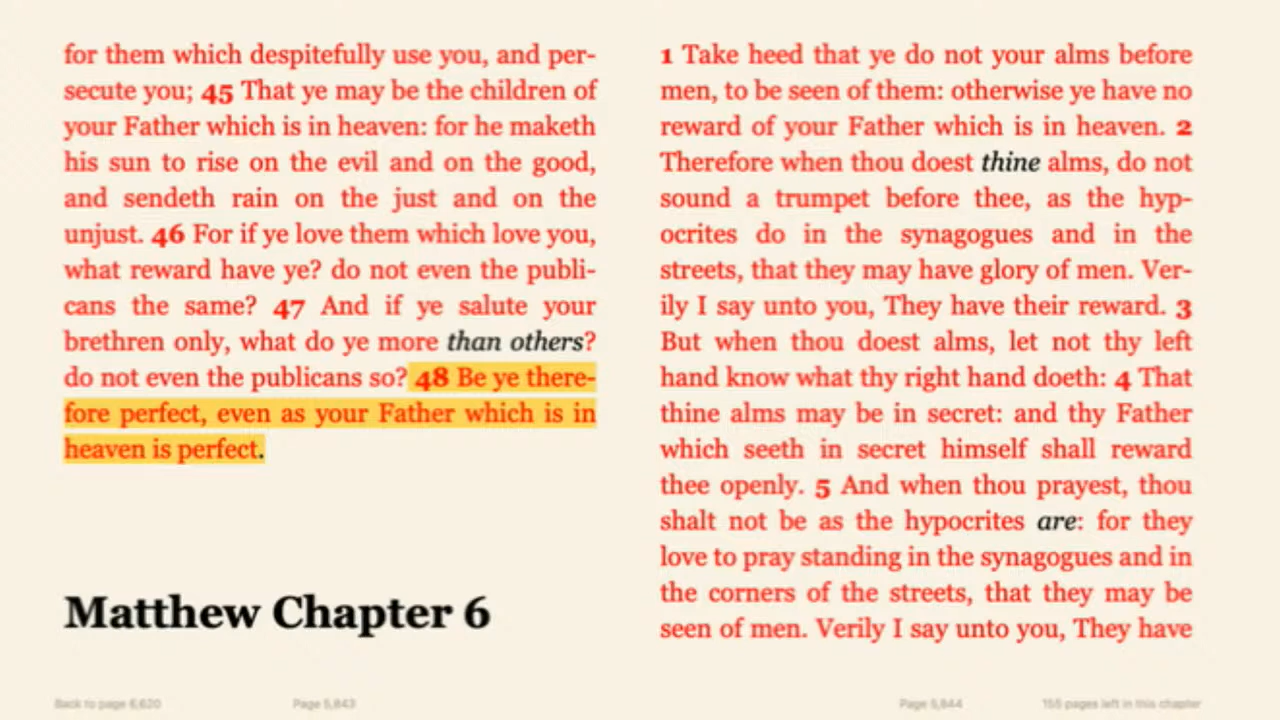 for them which despitefully use you, and per-
secute you; 45 That ye may be the children of
your Father which is in heaven: for he maketh
his sun to rise on the evil and on the good,
and sendeth rain on the just and on the
unjust. 46 For if ye love them which love you,
what reward have ye? do not even the publi-
cans the same? 47 And if ye salute your
brethren only, what do ye more than others?
do not even the publicans so? 48 Be ye there-
fore perfect, even as your Father which is in
heaven is perfect.
Matthew Chapter 6
1 Take heed that ye do not your alms before
men, to be seen of them: otherwise ye have no
reward of your Father which is in heaven. 2
Therefore when thou doest thine alms, do not
sound a trumpet before thee, as the hyp-
ocrites do in the synagogues and in the
streets, that they may have glory of men. Ver-
ily I say unto you, They have their reward. 3
But when thou doest alms, let not thy left
hand know what thy right hand doeth: 4 That
thine alms may be in secret: and thy Father
which seeth in secret himself shall reward
thee openly. 5 And when thou prayest, thou
shalt not be as the hypocrites are: for they
love to pray standing in the synagogues and in
the corners of the streets, that they may be
seen of men. Verily I say unto you, They have
Back to page 6,620
Page 5,843
Page 5,844
155 pages left in this chapter